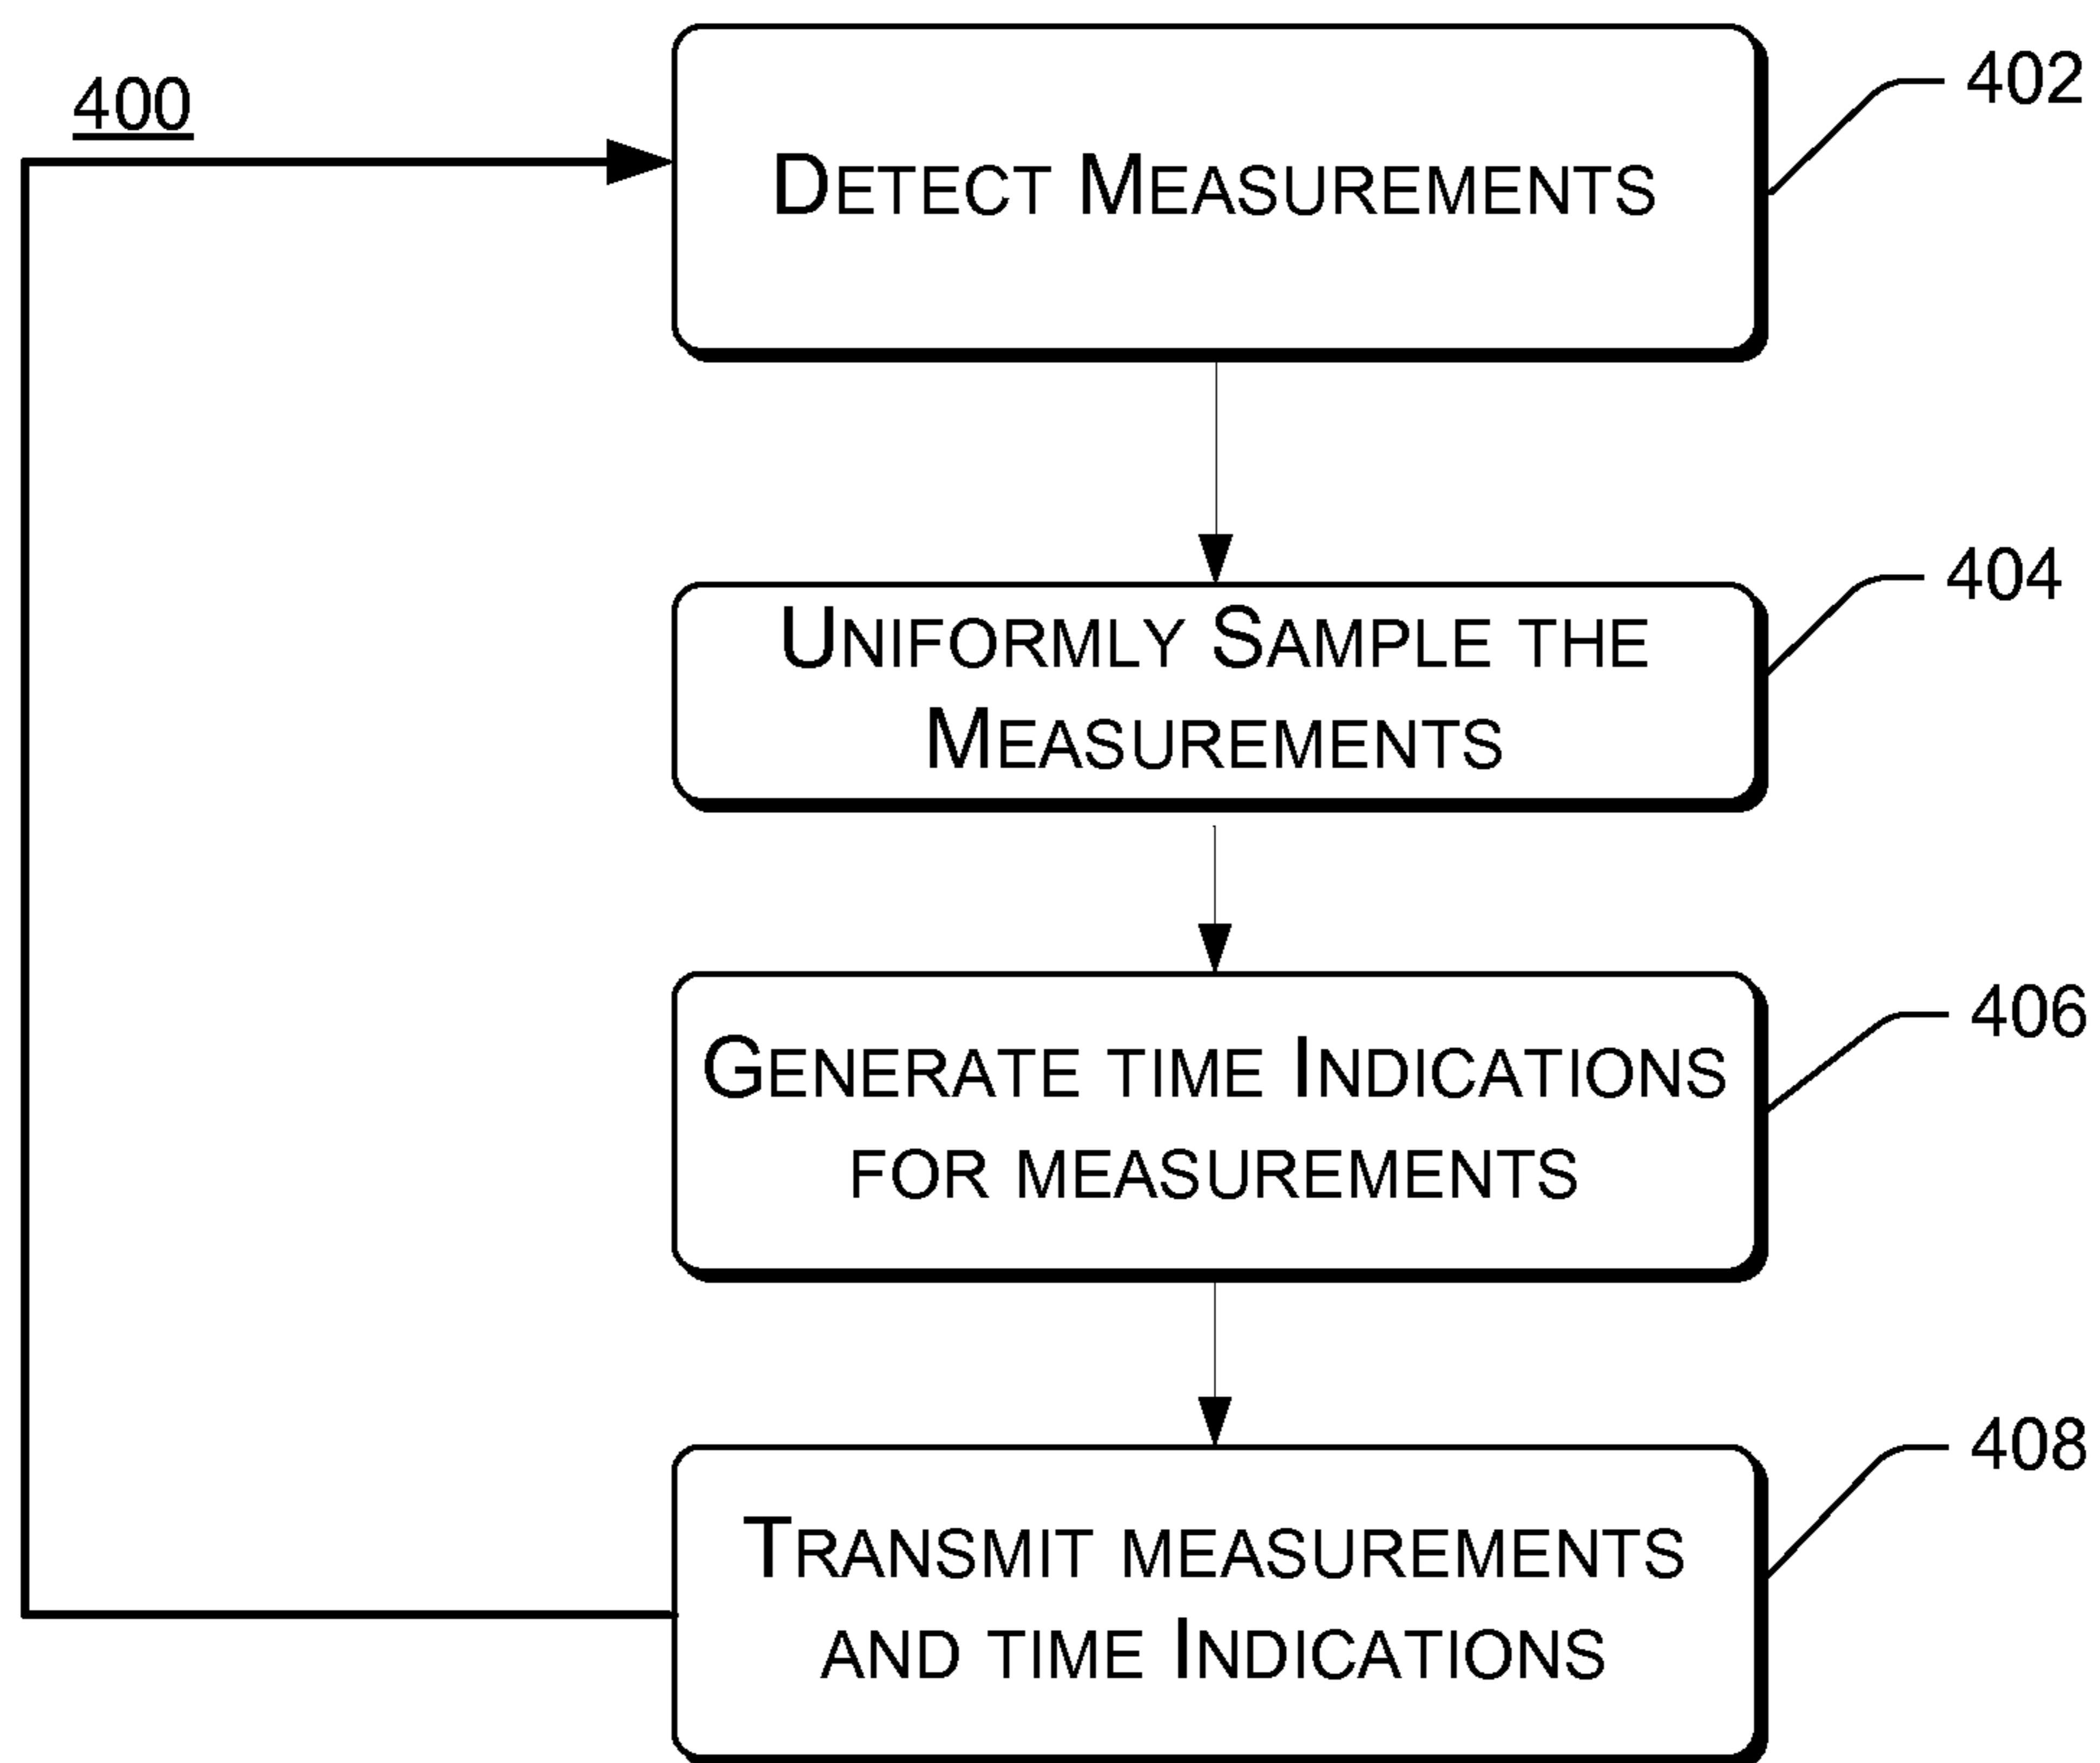 400
402
DETECT MEASUREMENTS
404
UNIFORMLY SAMPLE THE
MEASUREMENTS
406
GENERATE TIME INDICATIONS
FOR MEASUREMENTS
408
TRANSMIT MEASUREMENTS
AND TIME INDICATIONS